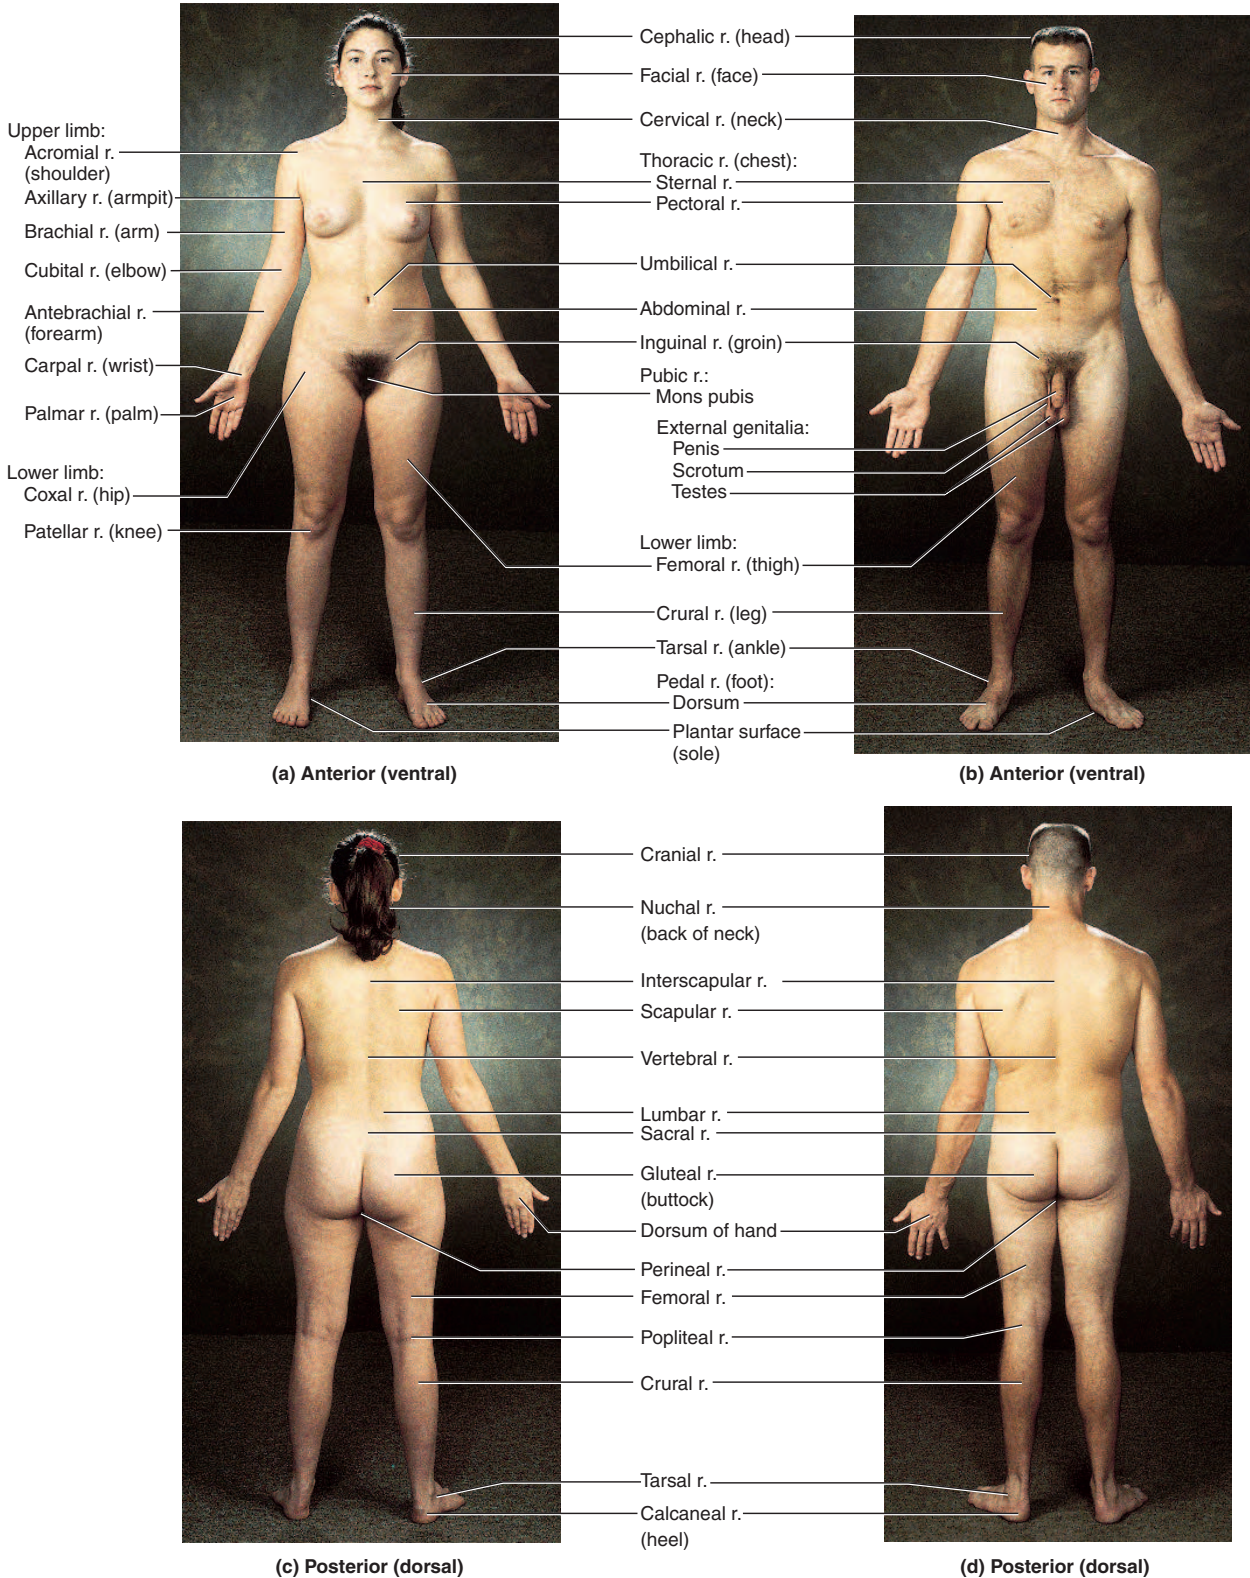 Cephalic r. (head)
Facial r. (face)
Cervical r. (neck)
Thoracic r. (chest):
Sternal r.
Pectoral r.
Umbilical r.
Abdominal r.
Inguinal r. (groin)
Pubic r.:
Mons pubis
External genitalia:
Penis
Scrotum
Testes
Lower limb:
Femoral r. (thigh)
Crural r. (leg)
Tarsal r. (ankle)
Pedal r. (foot):
Dorsum
Plantar surface
(sole)
Upper limb:
Acromial r.
(shoulder)
Axillary r. (armpit)
Brachial r. (arm)
Cubital r. (elbow)
Antebrachial r.
(forearm)
Carpal r. (wrist)
Palmar r. (palm)
Lower limb:
Coxal r. (hip)
Patellar r. (knee)
(a) Anterior (ventral)
(b) Anterior (ventral)
Cranial r.
Nuchal r.
(back of neck)
Interscapular r.
Scapular r.
Vertebral r.
Lumbar r.
Sacral r.
Gluteal r.
(buttock)
Dorsum of hand
Perineal r.
Femoral r.
Popliteal r.
Crural r.
Tarsal r.
Calcaneal r.
(heel)
(c) Posterior (dorsal)
(d) Posterior (dorsal)